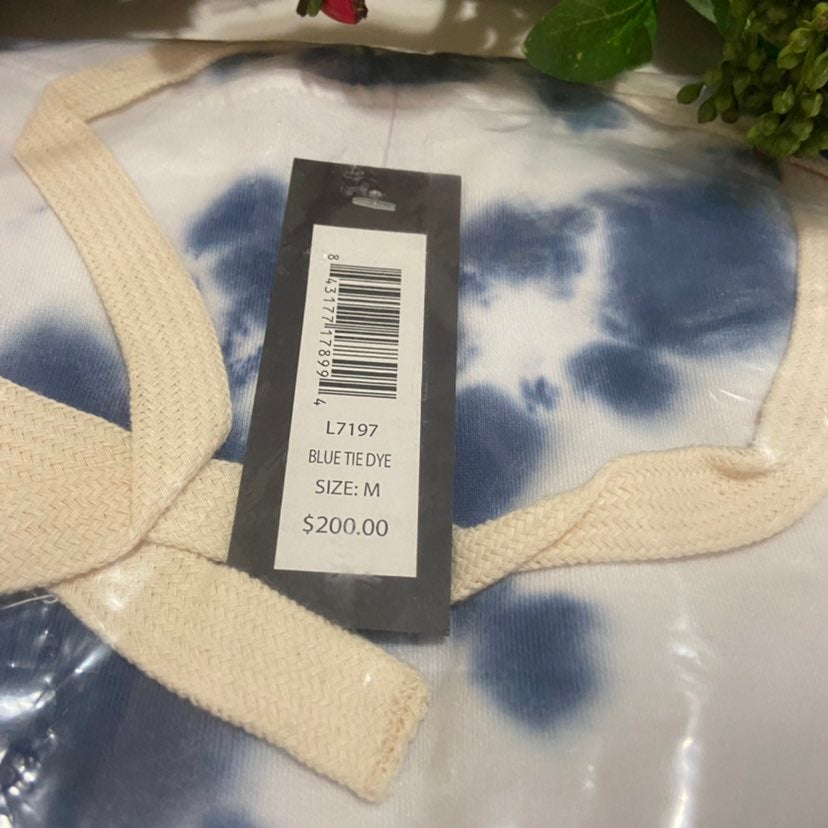 8 43177 17899 4
L7197
BLUE TIE DYE
SIZE: M
$200.00